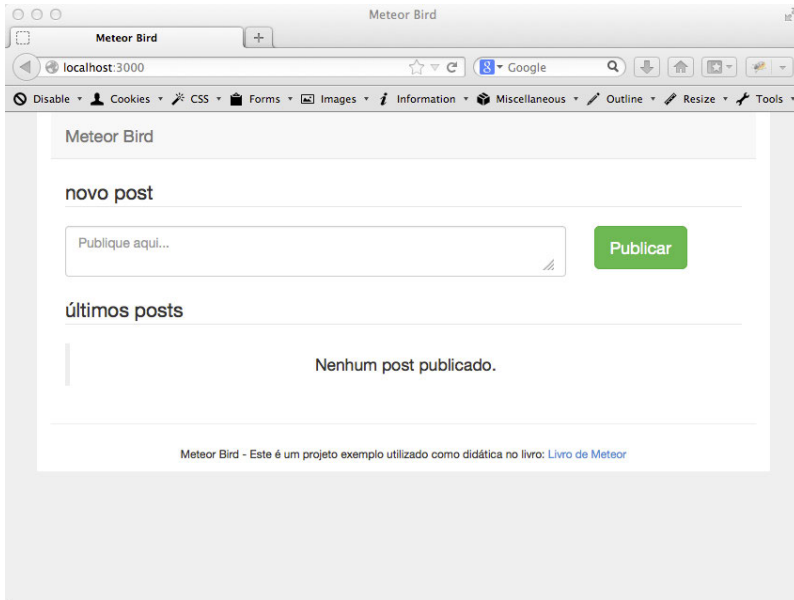 Meteor Bird
Meteor Bird
localhost:3000
Google
Disable Cookies CSS Forms Images Information Miscellaneous Outline Resize Tools
Meteor Bird
novo post
Publique aqui...
Publicar
últimos posts
Nenhum post publicado.
Meteor Bird - Este é um projeto exemplo utilizado como didática no livro: Livro de Meteor